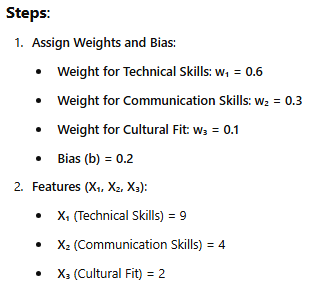 Steps:
1. Assign Weights and Bias:
• Weight for Technical Skills: w₁ = 0.6
• Weight for Communication Skills: w₂ = 0.3
• Weight for Cultural Fit: w₃ = 0.1
• Bias (b) = 0.2
2. Features (X₁, X₂, X₃):
• X₁ (Technical Skills) = 9
• X₂ (Communication Skills) = 4
• X₃ (Cultural Fit) = 2